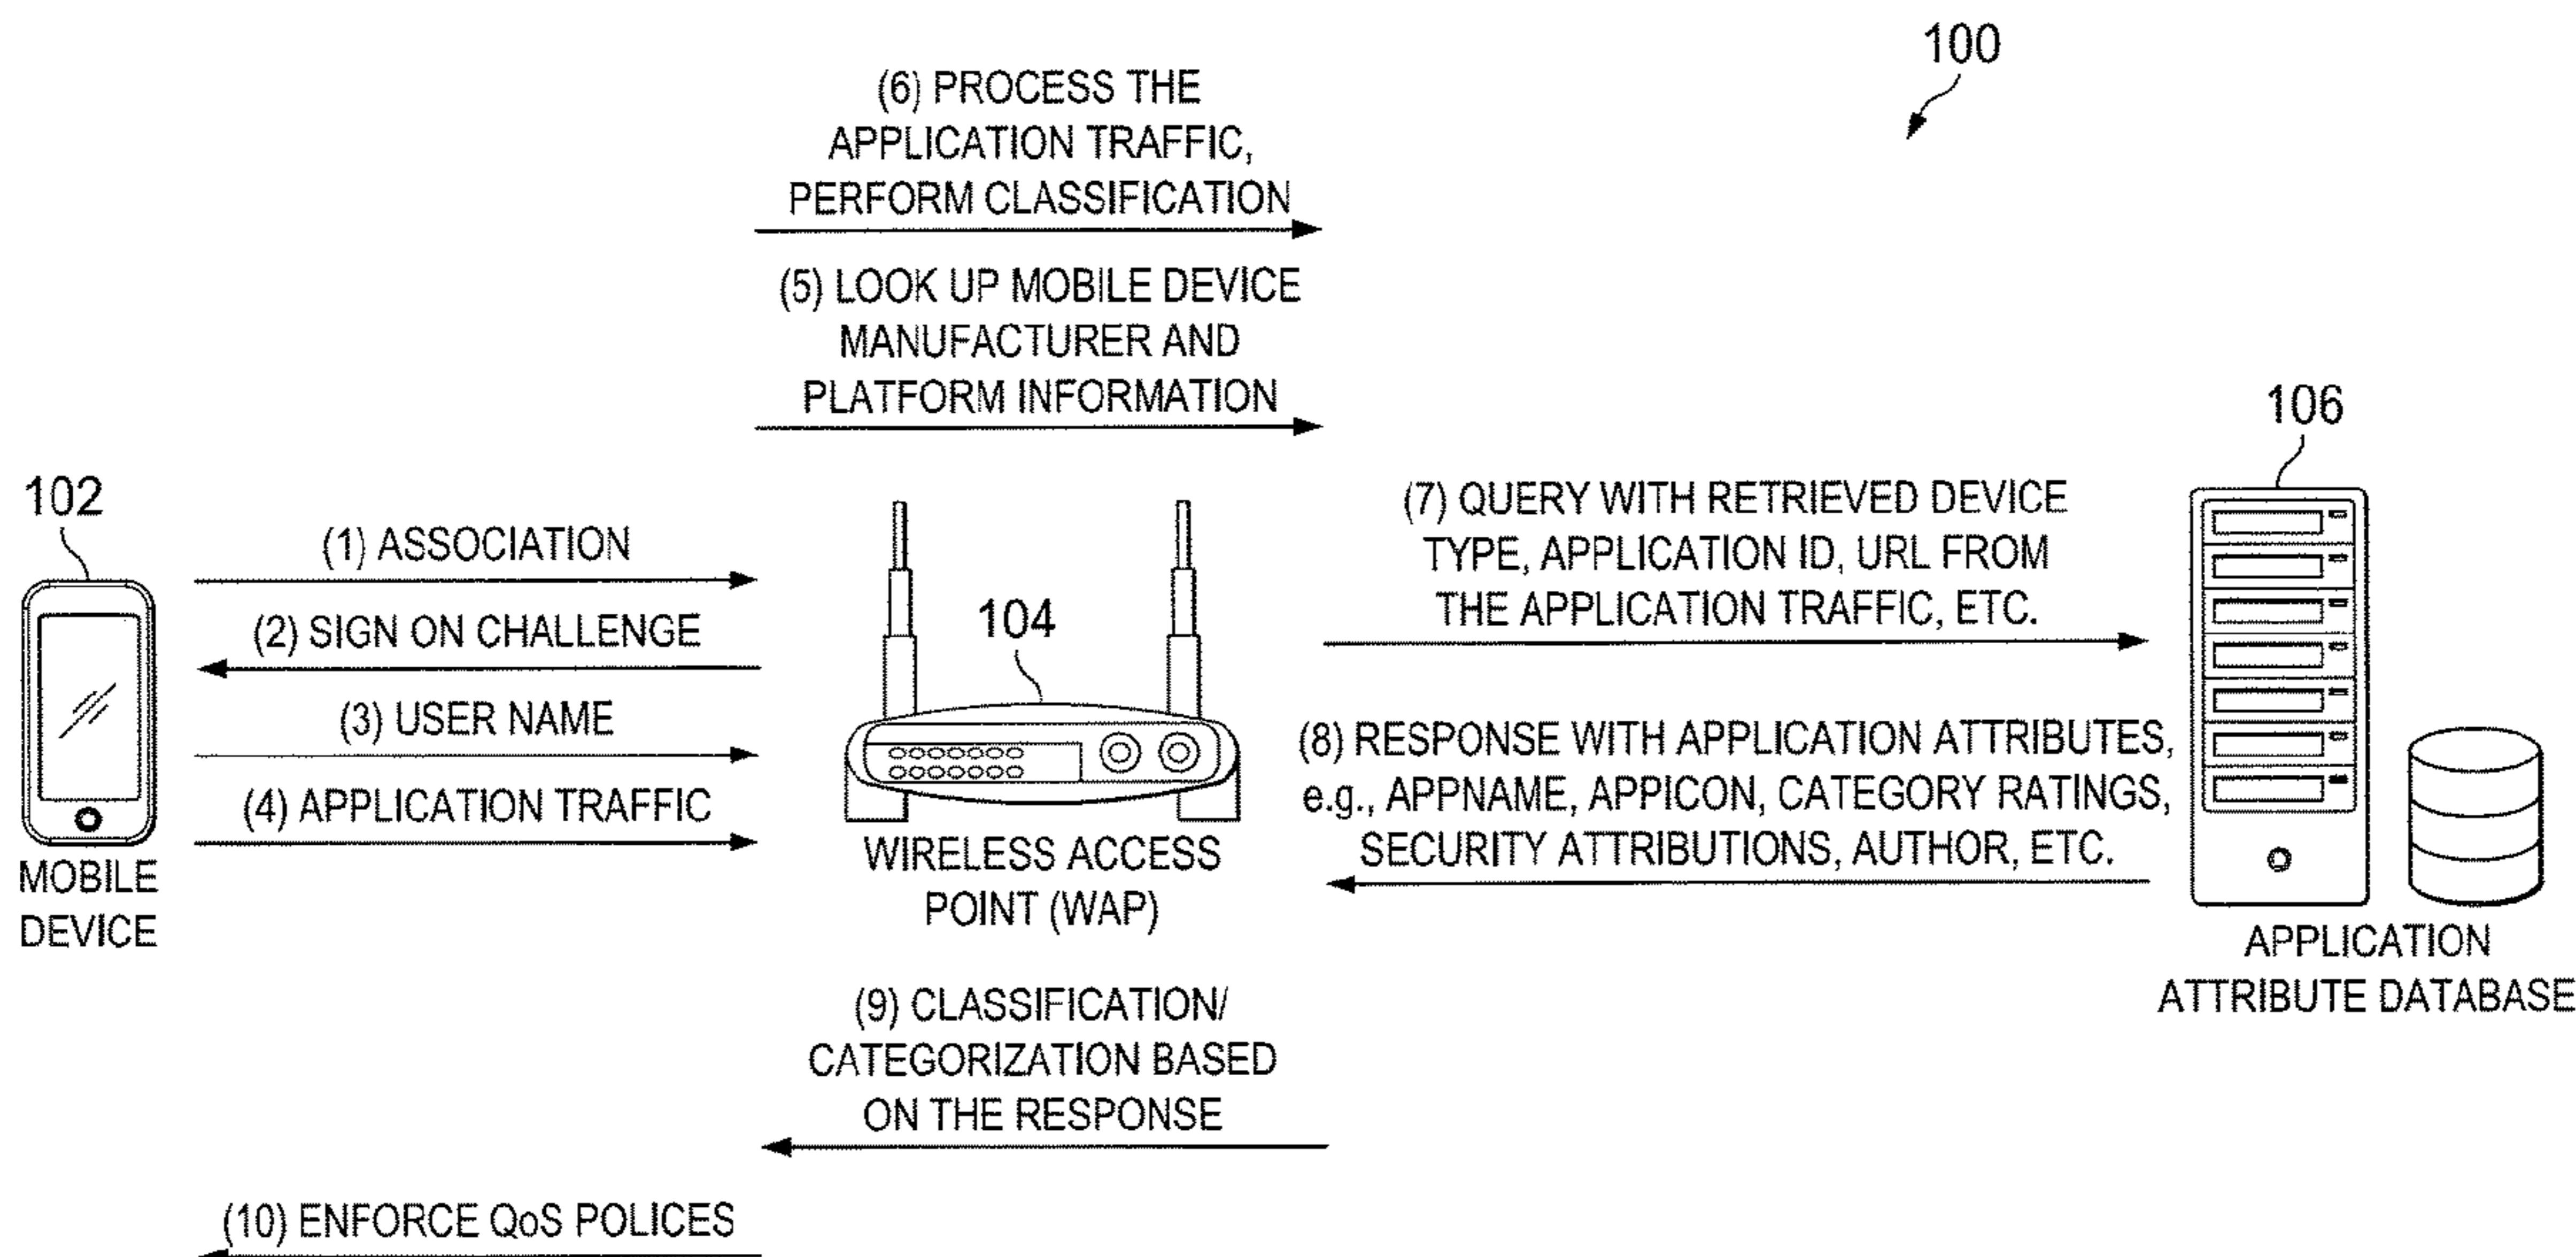 100
(6) PROCESS THE
APPLICATION TRAFFIC,
PERFORM CLASSIFICATION
(5) LOOK UP MOBILE DEVICE
MANUFACTURER AND
PLATFORM INFORMATION
102
(1) ASSOCIATION
(2) SIGN ON CHALLENGE
(3) USER NAME
(4) APPLICATION TRAFFIC
MOBILE
DEVICE
104
WIRELESS ACCESS
POINT (WAP)
(7) QUERY WITH RETRIEVED DEVICE
TYPE, APPLICATION ID, URL FROM
THE APPLICATION TRAFFIC, ETC.
(8) RESPONSE WITH APPLICATION ATTRIBUTES,
e.g., APPNAME, APPICON, CATEGORY RATINGS,
SECURITY ATTRIBUTIONS, AUTHOR, ETC.
106
APPLICATION
ATTRIBUTE DATABASE
(9) CLASSIFICATION/
CATEGORIZATION BASED
ON THE RESPONSE
(10) ENFORCE QoS POLICES